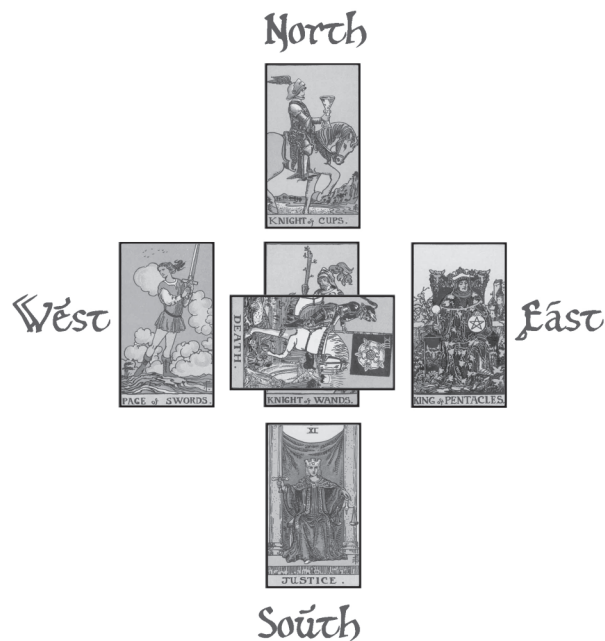 North
KNIGHT of CUPS.
West
PAGE of SWORDS.
DEATH.
XIII
KNIGHT of WANDS.
KING of PENTACLES.
East
XI
JUSTICE.
South